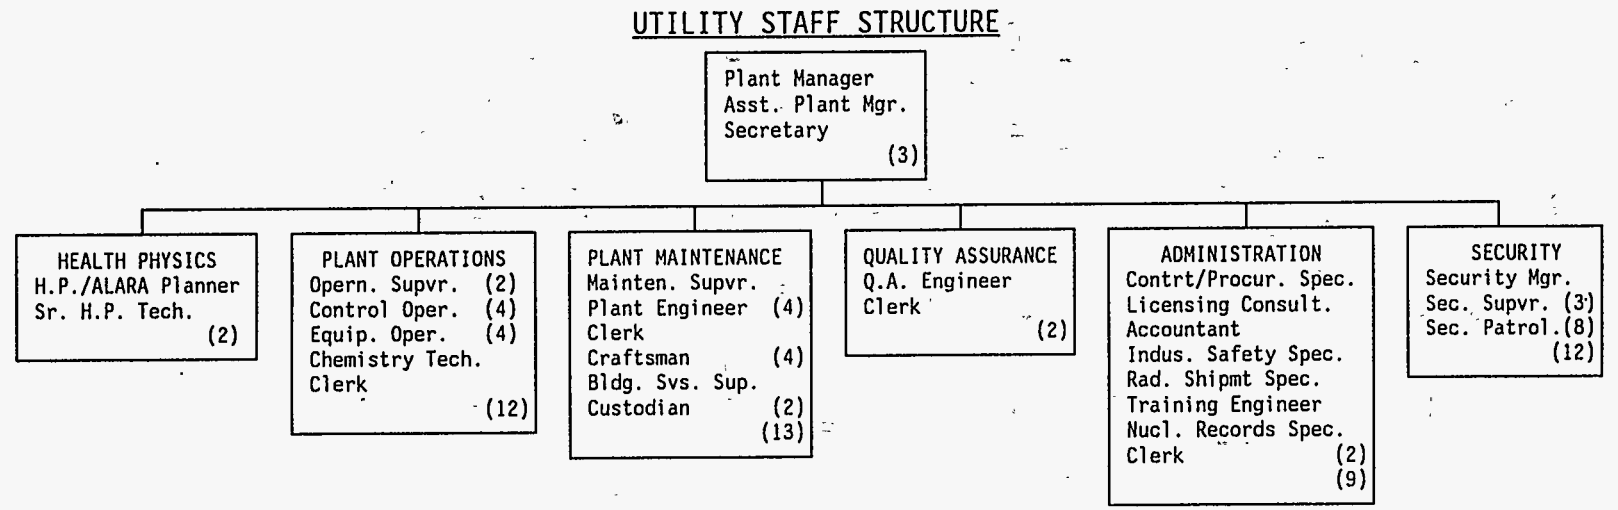 UTILITY STAFF STRUCTURE
Plant Manager
Asst. Plant Mgr.
Secretary
(3)
HEALTH PHYSICS
H.P./ALARA Planner
Sr. H.P. Tech.
(2)
PLANT OPERATIONS
Opern. Supvr. (2)
Control Oper. (4)
Equip. Oper. (4)
Chemistry Tech.
Clerk
(12)
PLANT MAINTENANCE
Mainten. Supvr.
Plant Engineer (4)
Clerk
Craftsman (4)
Bldg. Svs. Sup.
Custodian (2)
(13)
QUALITY ASSURANCE
Q.A. Engineer
Clerk
(2)
ADMINISTRATION
Contrt/Procur. Spec.
Licensing Consult.
Accountant
Indus. Safety Spec.
Rad. Shipmt Spec.
Training Engineer
Nucl. Records Spec.
Clerk (2)
(9)
SECURITY
Security Mgr.
Sec. Supvr. (3)
Sec. Patrol.(8)
(12)